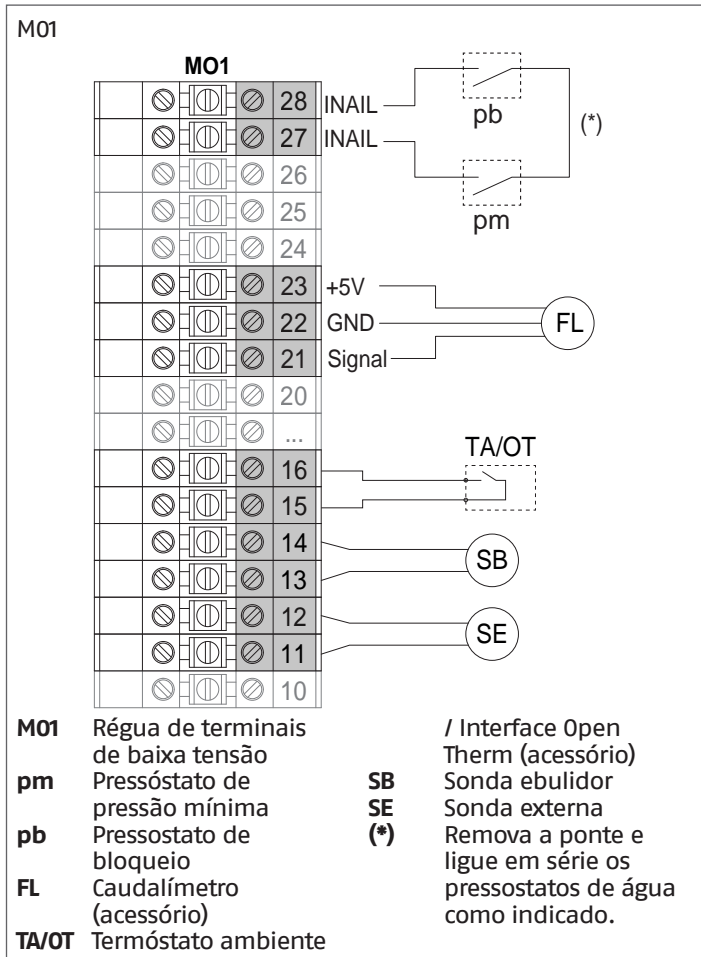 M01
MO1
28 INAIL
pb
(*)
27 INAIL
26
pm
25
24
23 +5V
22 GND
FL
21 Signal
20
...
TA/OT
16
15
14
SB
13
12
SE
11
10
M01 Régua de terminais
de baixa tensão
pm Pressóstato de
pressão mínima
pb Pressostato de
bloqueio
FL Caudalímetro
(acessório)
TA/OT Termóstato ambiente
/ Interface Open
Therm (acessório)
SB Sonda ebulidor
SE Sonda externa
(*) Remova a ponte e
ligue em série os
pressostatos de água
como indicado.